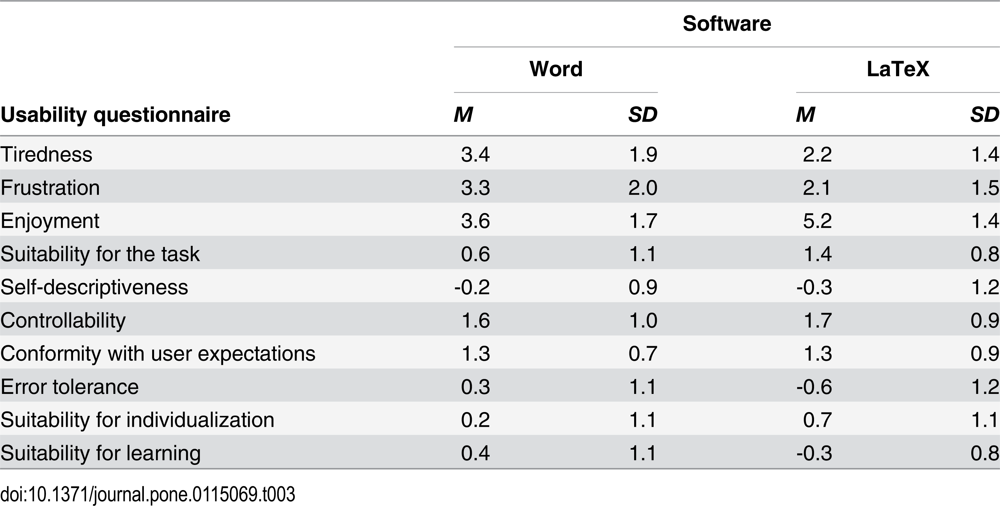 Software
Word LaTeX
Usability questionnaire M SD M SD
Tiredness 3.4 1.9 2.2 1.4
Frustration 3.3 2.0 2.1 1.5
Enjoyment 3.6 1.7 5.2 1.4
Suitability for the task 0.6 1.1 1.4 0.8
Self-descriptiveness -0.2 0.9 -0.3 1.2
Controllability 1.6 1.0 1.7 0.9
Conformity with user expectations 1.3 0.7 1.3 0.9
Error tolerance 0.3 1.1 -0.6 1.2
Suitability for individualization 0.2 1.1 0.7 1.1
Suitability for learning 0.4 1.1 -0.3 0.8
doi:10.1371/journal.pone.0115069.t003